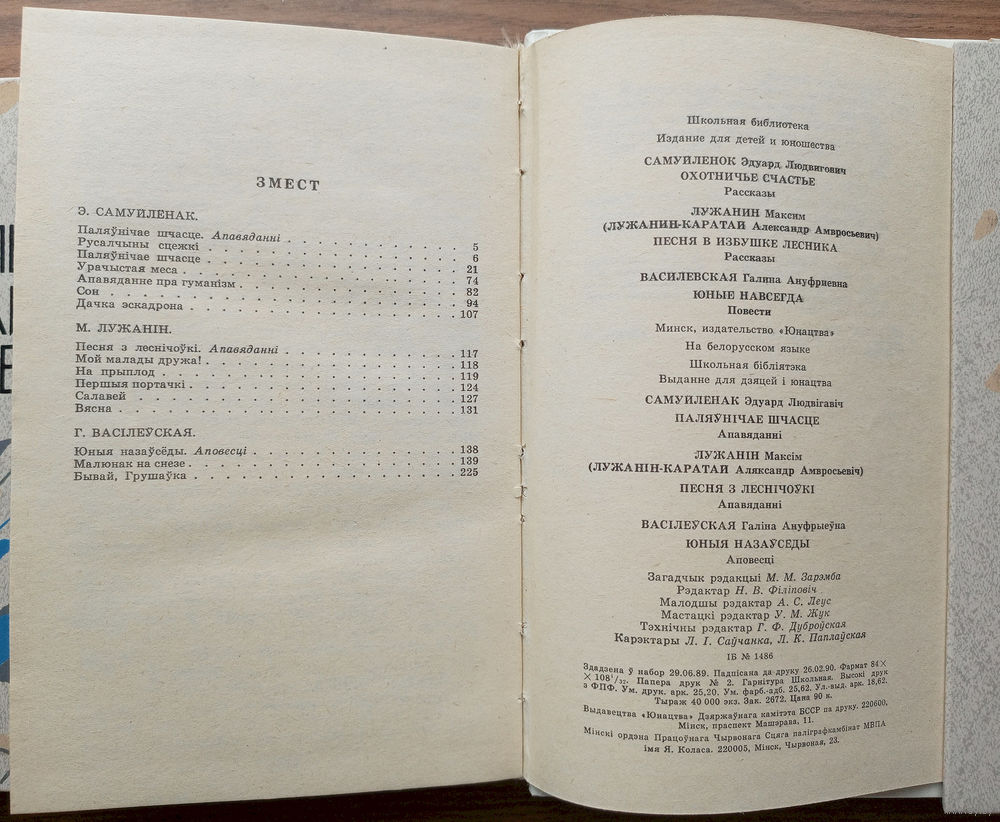 ЗМЕСТ
Э. САМУЙЛЕНАК.
Паляўнічае шчасце. Апавяданні . . . . . . . . . . 5
Русалчыны сцежкі . . . . . . . . . . 6
Паляўнічае шчасце . . . . . . . . . . 21
Урачыстая меса . . . . . . . . . . 74
Апавяданне пра гуманізм . . . . . . . . . . 82
Сон . . . . . . . . . . 94
Дачка эскадрона . . . . . . . . . . 107
М. ЛУЖАНІН.
Песня з леснічоўкі. Апавяданні . . . . . . . . . . 117
Мой малады дружа! . . . . . . . . . . 118
На прыплод . . . . . . . . . . 119
Першыя портачкі . . . . . . . . . . 124
Салавей . . . . . . . . . . 127
Вясна . . . . . . . . . . 131
Г. ВАСІЛЕЎСКАЯ.
Юныя назаўсёды. Аповесці . . . . . . . . . . 138
Малюнак на снезе . . . . . . . . . . 139
Бывай, Грушаўка . . . . . . . . . . 225
Школьная библиотека
Издание для детей и юношества
САМУЙЛЕНОК Эдуард Людвигович
ОХОТНИЧЬЕ СЧАСТЬЕ
Рассказы
ЛУЖАНИН Максим
(ЛУЖАНИН-КАРАТАЙ Александр Амвросьевич)
ПЕСНЯ В ИЗБУШКЕ ЛЕСНИКА
Рассказы
ВАСИЛЕВСКАЯ Галина Ануфриевна
ЮНЫЕ НАВСЕГДА
Повести
Минск, издательство «Юнацтва»
На белорусском языке
Школьная бібліятэка
Выданне для дзяцей і юнацтва
САМУЙЛЕНАК Эдуард Людвігавіч
ПАЛЯЎНІЧАЕ ШЧАСЦЕ
Апавяданні
ЛУЖАНІН Максім
(ЛУЖАНІН-КАРАТАЙ Аляксандр Амвросьевіч)
ПЕСНЯ З ЛЕСНІЧОЎКІ
Апавяданні
ВАСІЛЕЎСКАЯ Галіна Ануфрыеўна
ЮНЫЯ НАЗАЎСЕДЫ
Аповесці
Загадчык рэдакцыі М. М. Зарэмба
Рэдактар Н. В. Філіповіч
Малодшы рэдактар А. С. Леус
Мастацкі рэдактар У. М. Жук
Тэхнічны рэдактар Г. Ф. Дуброўская
Карэктары Л. І. Саўчанка, Л. К. Паплаўская
ІБ № 1486
Здадзена ў набор 29.06.89. Падпісана да друку 26.02.90. Фармат 84×
×108¹/₃₂. Папера друк № 2. Гарнітура Школьная. Высокі друк
з ФПФ. Ум. друк. арк. 25,20. Ум. фарб.-адб. 25,62. Ул.-выд. арк. 18,62.
Тыраж 40 000 экз. Зак. 2672. Цана 90 к.
Выдавецтва «Юнацтва» Дзяржаўнага камітэта БССР па друку. 220600,
Мінск, праспект Машэрава, 11.
Мінскі ордэна Працоўнага Чырвонага Сцяга паліграфкамбінат МВПА
імя Я. Коласа. 220005, Мінск, Чырвоная, 23.